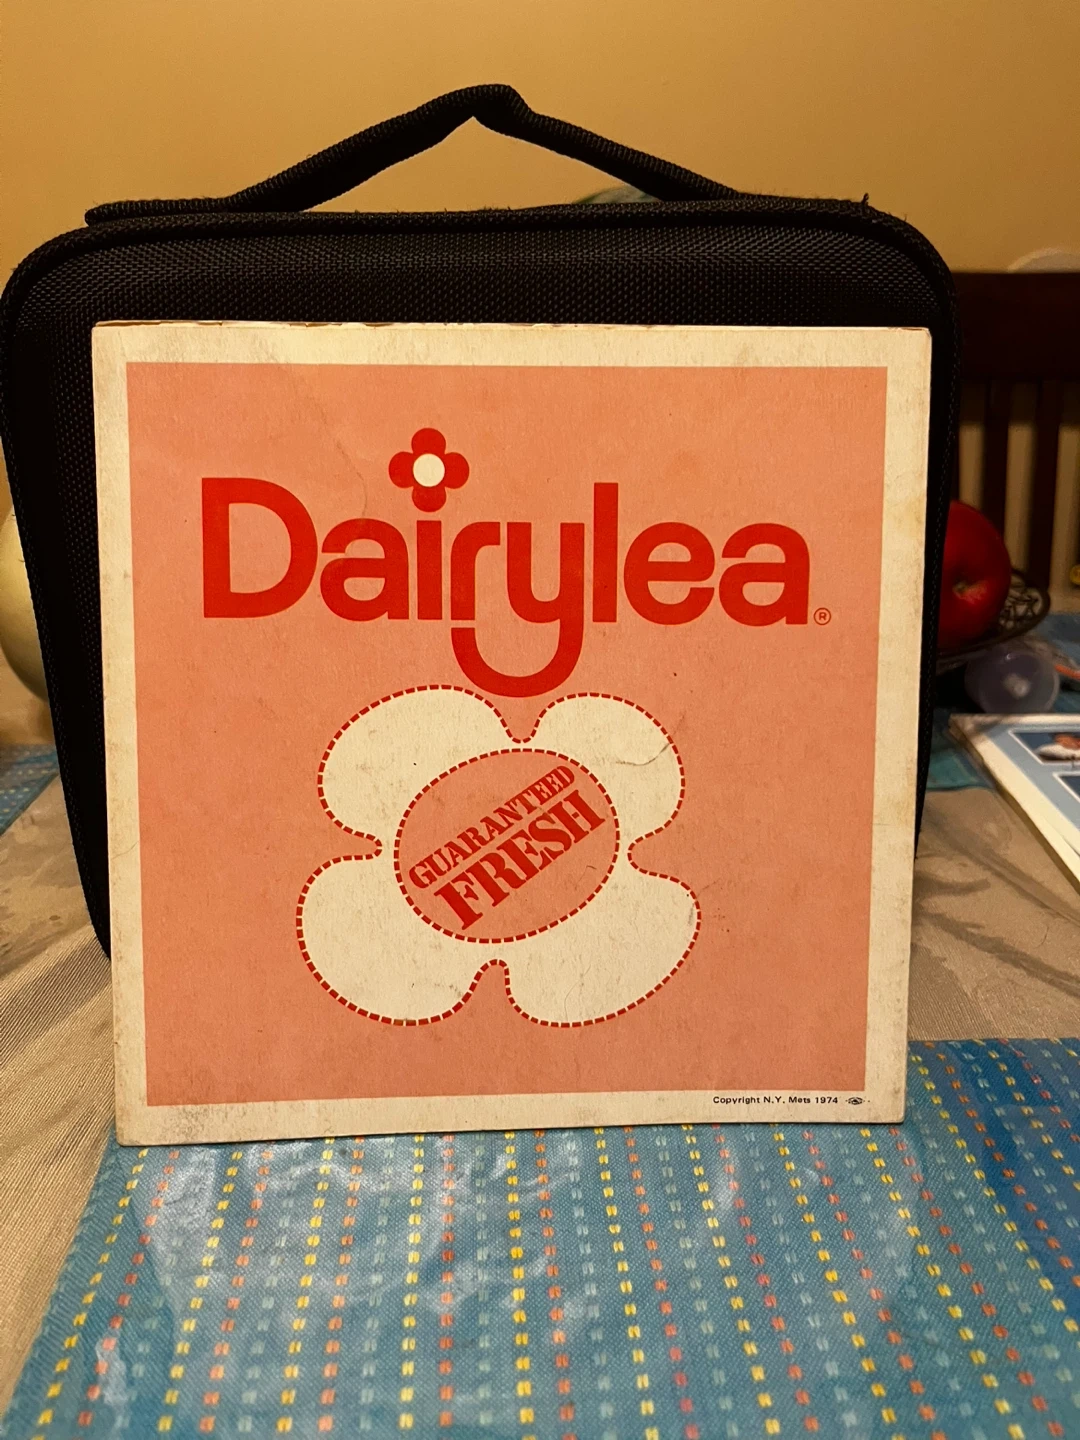 Dairylea®
GUARANTEED
FRESH
Copyright N.Y. Mets 1974